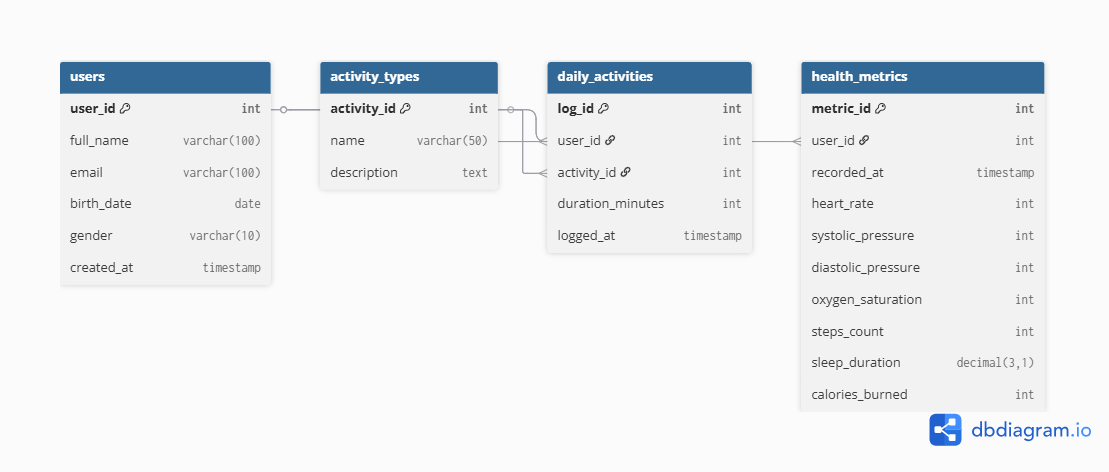 users
user_id int
full_name varchar(100)
email varchar(100)
birth_date date
gender varchar(10)
created_at timestamp
activity_types
activity_id int
name varchar(50)
description text
daily_activities
log_id int
user_id int
activity_id int
duration_minutes int
logged_at timestamp
health_metrics
metric_id int
user_id int
recorded_at timestamp
heart_rate int
systolic_pressure int
diastolic_pressure int
oxygen_saturation int
steps_count int
sleep_duration decimal(3,1)
calories_burned int
dbdiagram.io